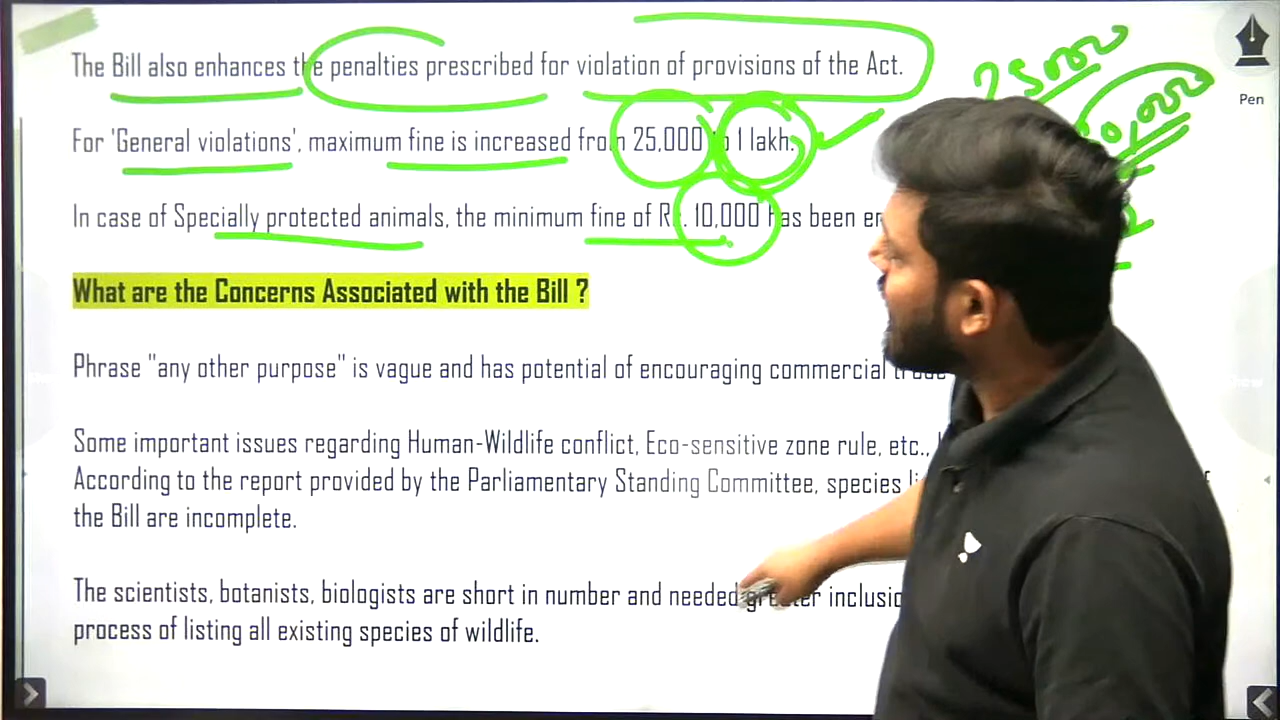 The Bill also enhances the penalties prescribed for violation of provisions of the Act.
25000
For 'General violations', maximum fine is increased from 25,000 to 1 lakh.
In case of Specially protected animals, the minimum fine of Rs. 10,000 has been
What are the Concerns Associated with the Bill ?
Phrase "any other purpose" is vague and has potential of encouraging commercial trade
Some important issues regarding Human-Wildlife conflict, Eco-sensitive zone rule, etc.,
According to the report provided by the Parliamentary Standing Committee, species
the Bill are incomplete.
The scientists, botanists, biologists are short in number and needed greater
process of listing all existing species of wildlife.
Pen